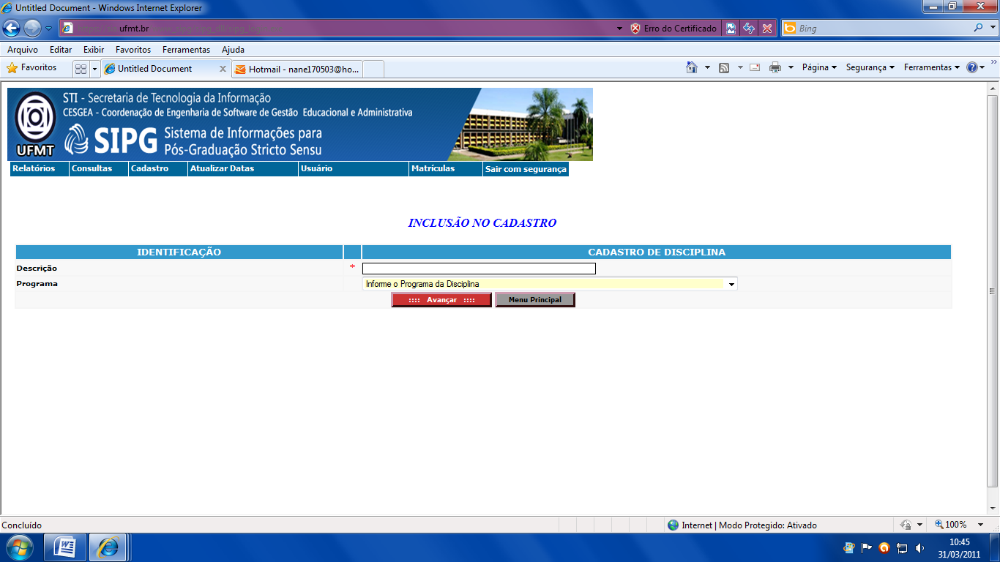 Untitled Document - Windows Internet Explorer
ufmt.br
Erro do Certificado
Bing
Arquivo Editar Exibir Favoritos Ferramentas Ajuda
Favoritos
Untitled Document
Hotmail - nane170503@ho...
Página Segurança Ferramentas
UFMT
STI - Secretaria de Tecnologia da Informação
CESGEA - Coordenação de Engenharia de Software de Gestão Educacional e Administrativa
SIPG Sistema de Informações para
Pós-Graduação Stricto Sensu
Relatórios Consultas Cadastro Atualizar Datas Usuário Matrículas Sair com segurança
INCLUSÃO NO CADASTRO
IDENTIFICAÇÃO CADASTRO DE DISCIPLINA
Descrição *
Programa Informe o Programa da Disciplina
:::: Avançar :::: Menu Principal
Concluído
Internet | Modo Protegido: Ativado
100%
10:45
31/03/2011